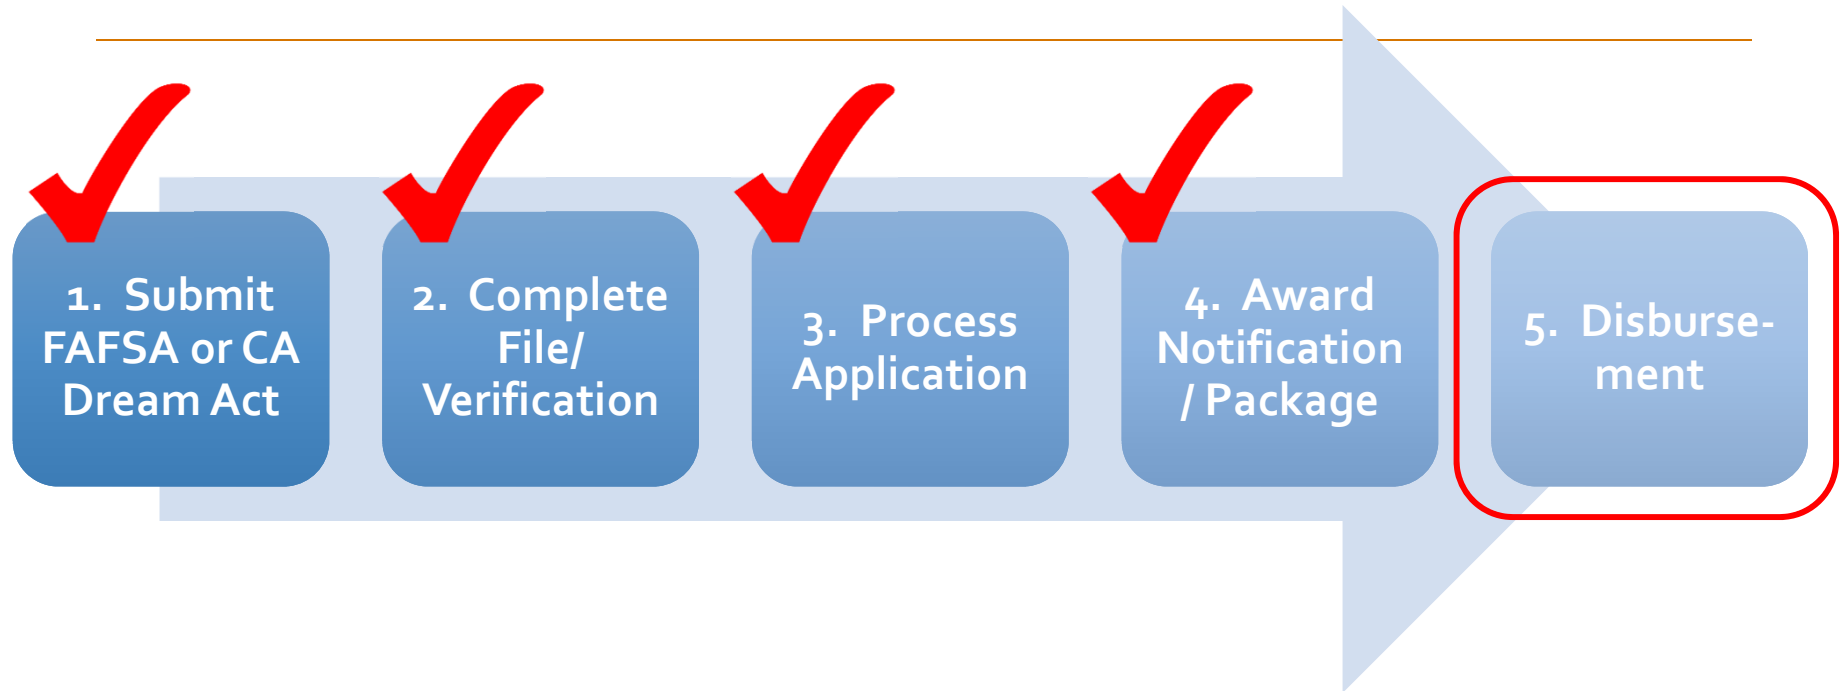 1. Submit
FAFSA or CA
Dream Act
2. Complete
File/
Verification
3. Process
Application
4. Award
Notification
/ Package
5. Disburse-
ment